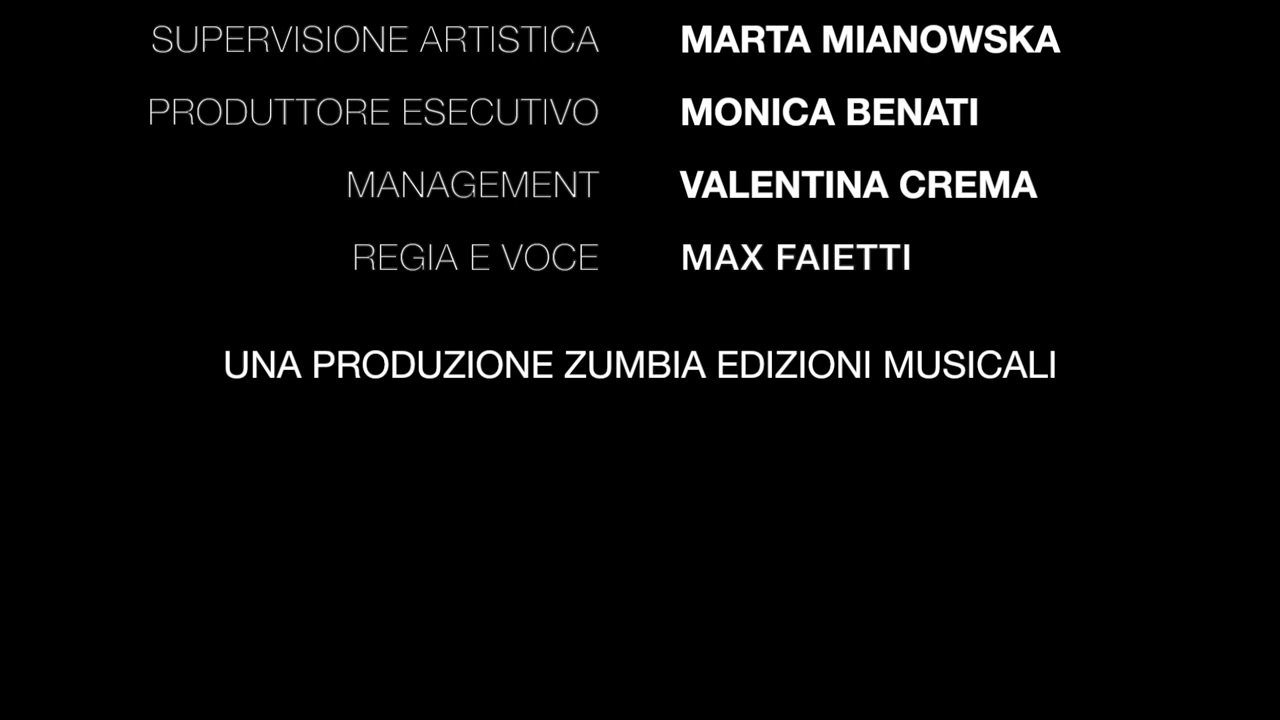 SUPERVISIONE ARTISTICA MARTA MIANOWSKA
PRODUTTORE ESECUTIVO MONICA BENATI
MANAGEMENT VALENTINA CREMA
REGIA E VOCE MAX FAIETTI
UNA PRODUZIONE ZUMBIA EDIZIONI MUSICALI